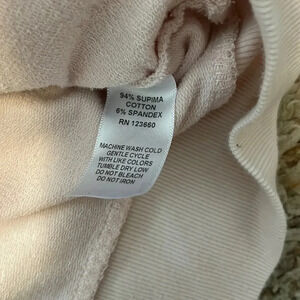 94% SUPIMA
COTTON
6% SPANDEX
RN 123660
MACHINE WASH COLD
GENTLE CYCLE
WITH LIKE COLORS
TUMBLE DRY LOW
DO NOT BLEACH
DO NOT IRON